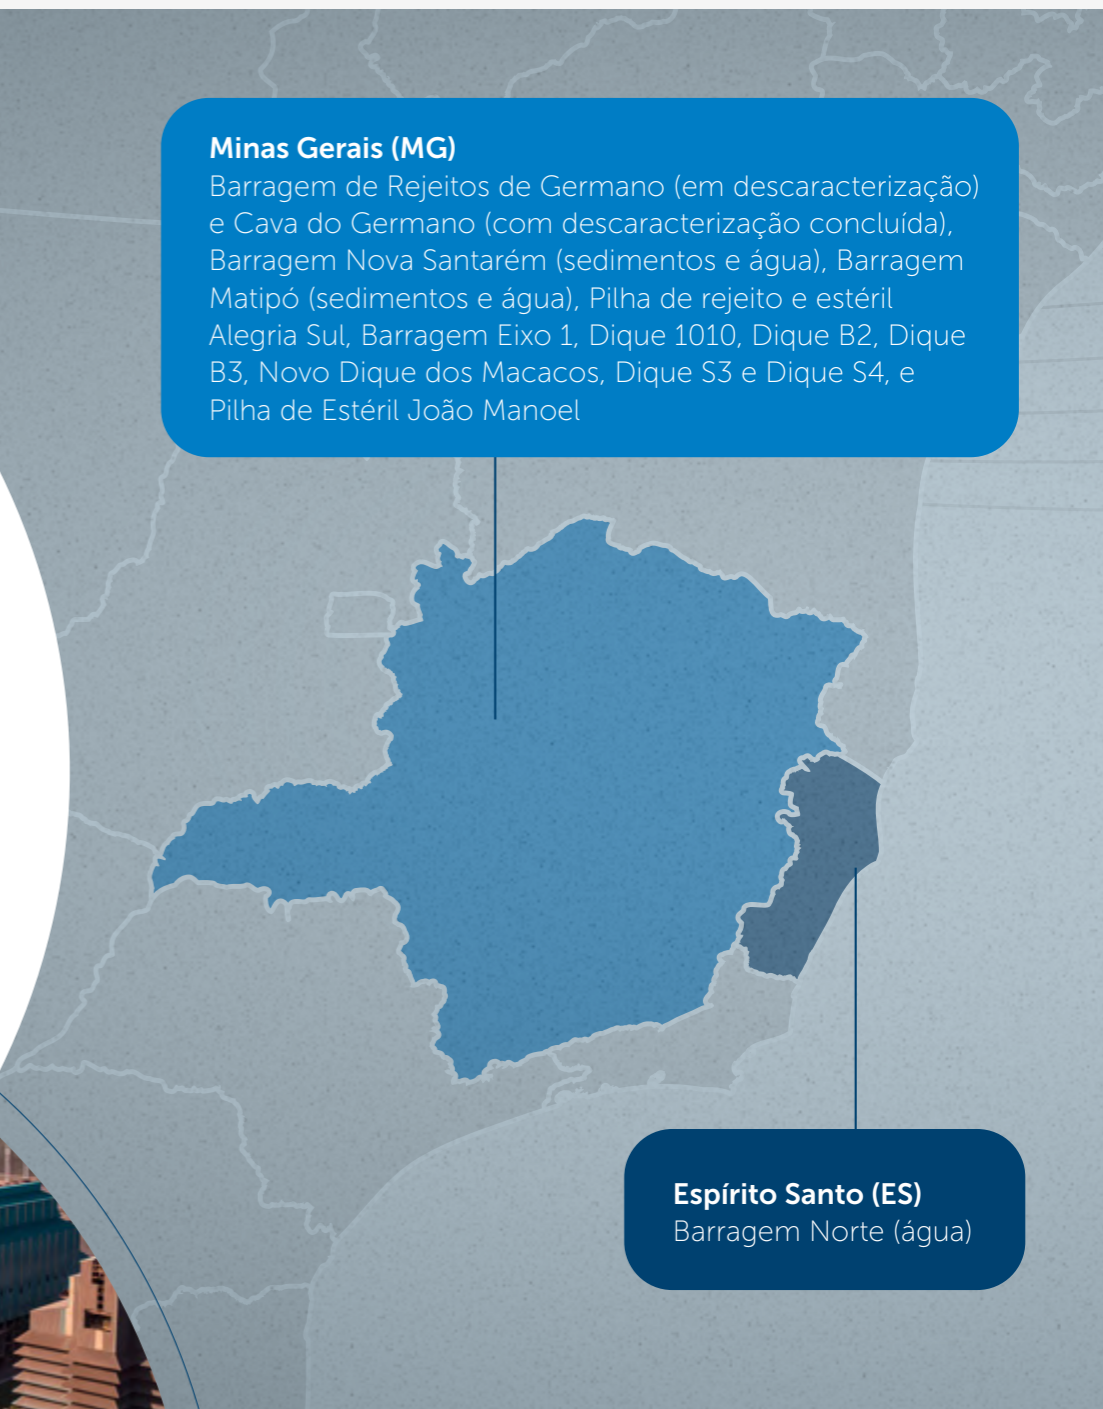 Minas Gerais (MG)
Barragem de Rejeitos de Germano (em descaracterização)
e Cava do Germano (com descaracterização concluída),
Barragem Nova Santarém (sedimentos e água), Barragem
Matipó (sedimentos e água), Pilha de rejeito e estéril
Alegria Sul, Barragem Eixo 1, Dique 1010, Dique B2, Dique
B3, Novo Dique dos Macacos, Dique S3 e Dique S4, e
Pilha de Estéril João Manoel
Espírito Santo (ES)
Barragem Norte (água)